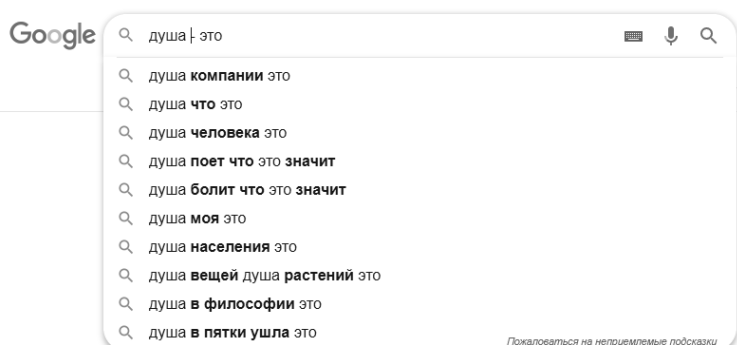 Google
душа - это
душа компании это
душа что это
душа человека это
душа поет что это значит
душа болит что это значит
душа моя это
душа населения это
душа вещей душа растений это
душа в философии это
душа в пятки ушла это
Пожаловаться на неприемлемые подсказки